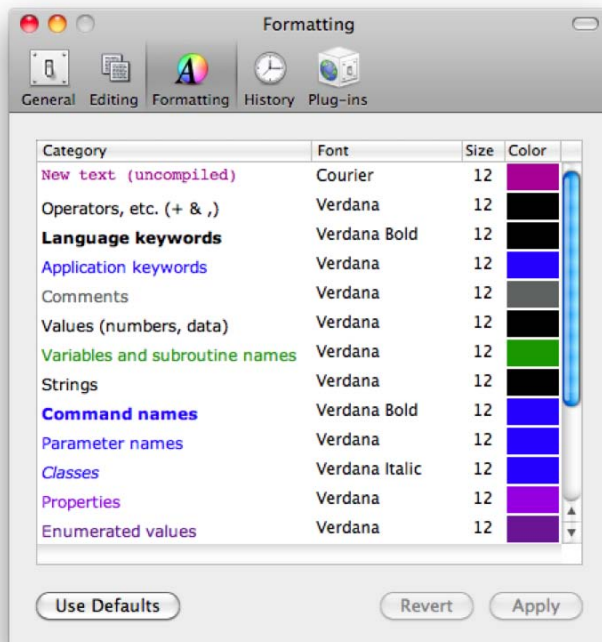 Formatting
General Editing Formatting History Plug-ins
Category Font Size Color
New text (uncompiled) Courier 12
Operators, etc. (+ & ,) Verdana 12
Language keywords Verdana Bold 12
Application keywords Verdana 12
Comments Verdana 12
Values (numbers, data) Verdana 12
Variables and subroutine names Verdana 12
Strings Verdana 12
Command names Verdana Bold 12
Parameter names Verdana 12
Classes Verdana Italic 12
Properties Verdana 12
Enumerated values Verdana 12
Use Defaults Revert Apply